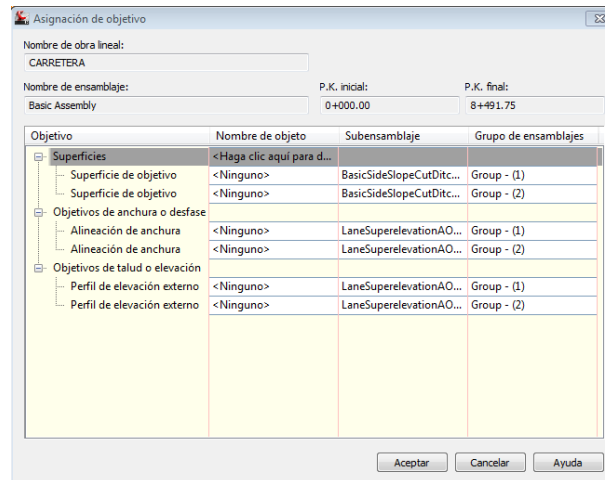 Asignación de objetivo
Nombre de obra lineal:
CARRETERA
Nombre de ensamblaje: P.K. inicial: P.K. final:
Basic Assembly 0+000.00 8+491.75
Objetivo Nombre de objeto Subensamblaje Grupo de ensamblajes
Superficies <Haga clic aquí para d...
Superficie de objetivo <Ninguno> BasicSideSlopeCutDitc... Group - (1)
Superficie de objetivo <Ninguno> BasicSideSlopeCutDitc... Group - (2)
Objetivos de anchura o desfase
Alineación de anchura <Ninguno> LaneSuperelevationAO... Group - (1)
Alineación de anchura <Ninguno> LaneSuperelevationAO... Group - (2)
Objetivos de talud o elevación
Perfil de elevación externo <Ninguno> LaneSuperelevationAO... Group - (1)
Perfil de elevación externo <Ninguno> LaneSuperelevationAO... Group - (2)
Aceptar Cancelar Ayuda